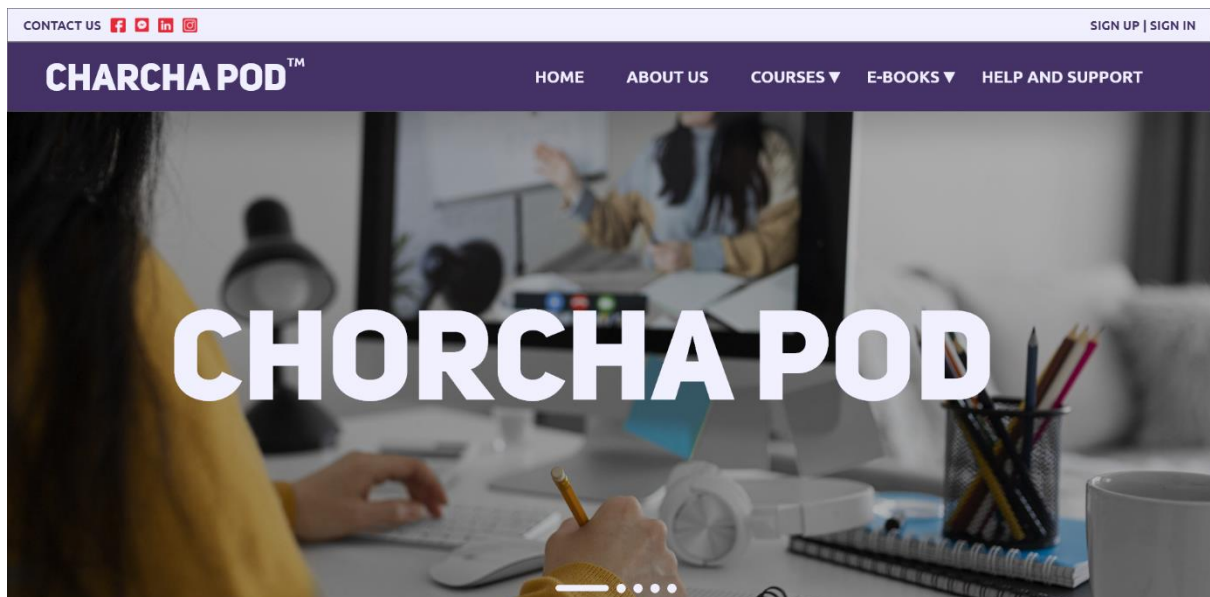 CONTACT US
SIGN UP | SIGN IN
CHARCHA POD™
HOME ABOUT US COURSES ▼ E-BOOKS ▼ HELP AND SUPPORT
CHORCHA POD